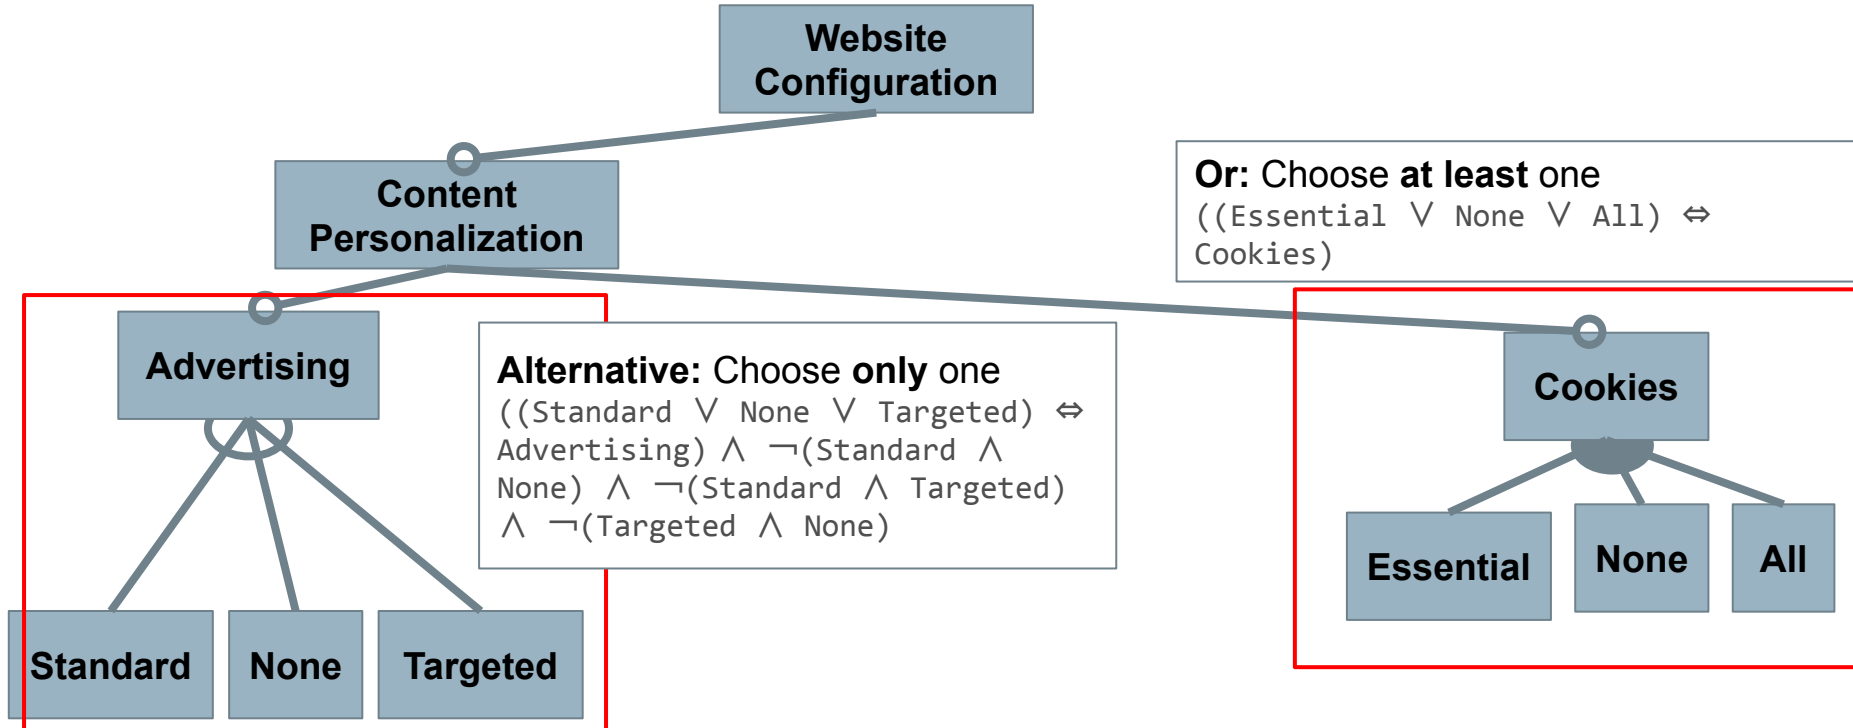 Website
Configuration
Content
Personalization
Or: Choose at least one
((Essential ∨ None ∨ All) ⇔
Cookies)
Advertising
Alternative: Choose only one
((Standard ∨ None ∨ Targeted) ⇔
Advertising) ∧ ¬(Standard ∧
None) ∧ ¬(Standard ∧ Targeted)
∧ ¬(Targeted ∧ None)
Cookies
Essential
None
All
Standard
None
Targeted